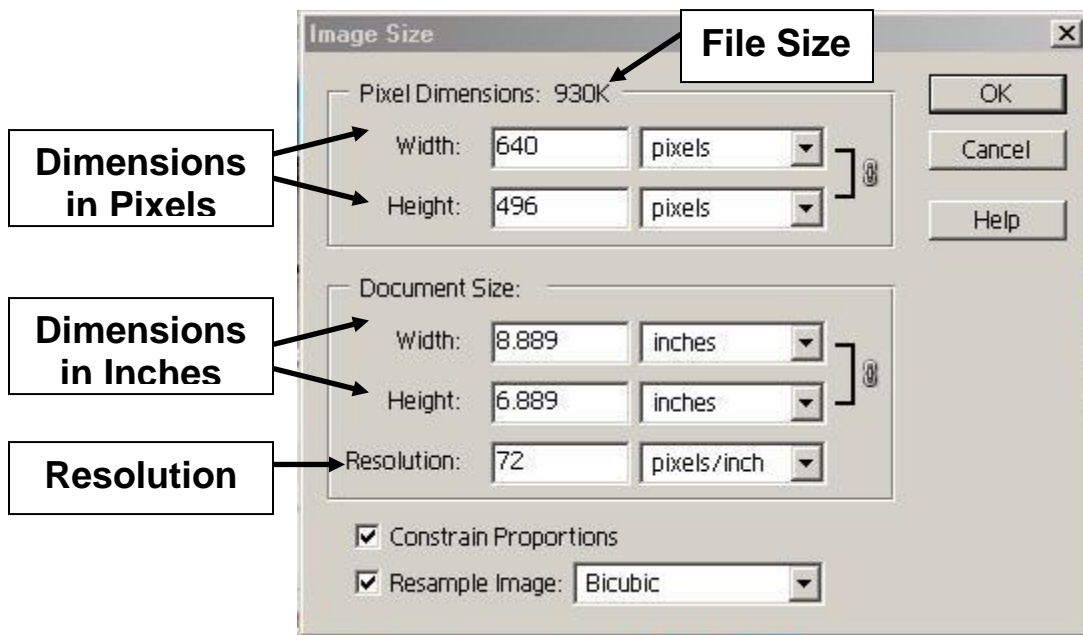 Image Size
File Size
Pixel Dimensions: 930K
OK
Dimensions
in Pixels
Width: 640 pixels
Cancel
Height: 496 pixels
Help
Document Size:
Dimensions
in Inches
Width: 8.889 inches
Height: 6.889 inches
Resolution
Resolution: 72 pixels/inch
Constrain Proportions
Resample Image: Bicubic